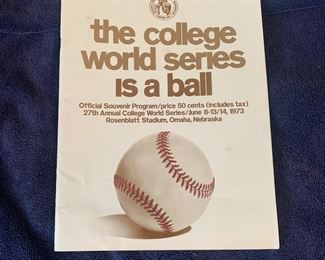 the college
world series
is a ball
Official Souvenir Program/price 50 cents (includes tax)
27th Annual College World Series/June 8-13/14, 1973
Rosenblatt Stadium, Omaha, Nebraska